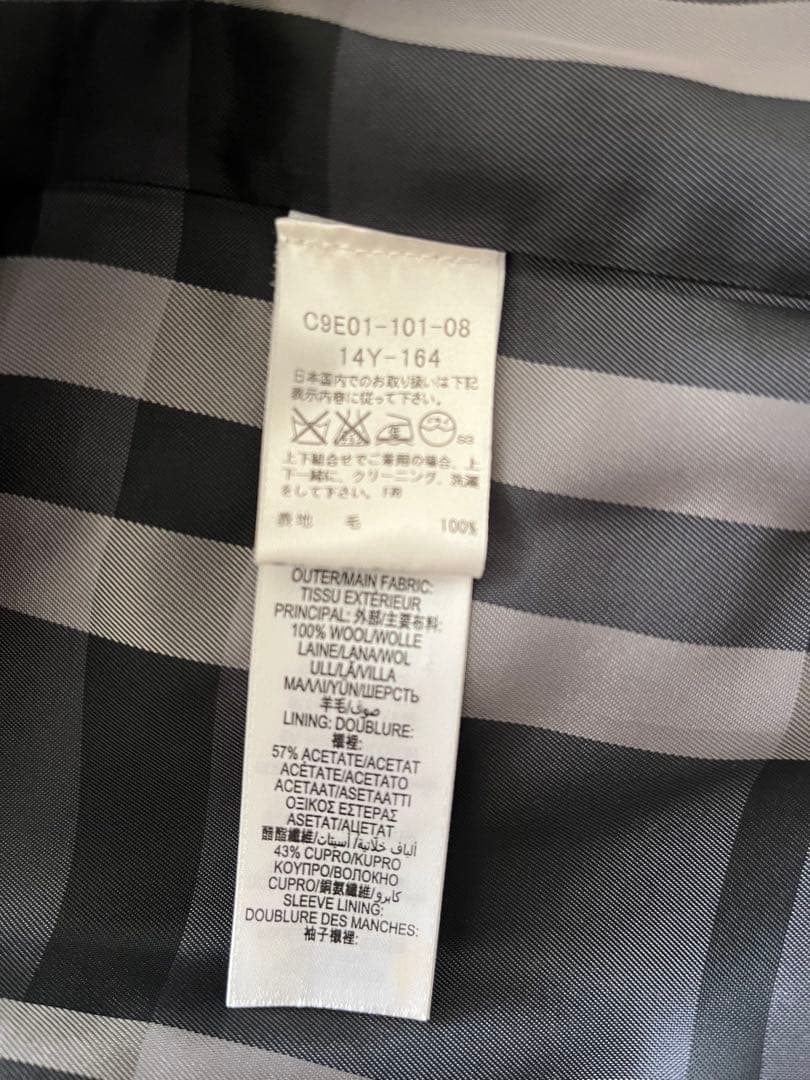 C9E01-101-08
14Y-164
日本国内でのお取り扱いは下記
表示内容に従って下さい。
上下組合せでご着用の場合、上
下一緒に、クリーニング、洗濯
をして下さい。
表地 毛 100%
OUTER/MAIN FABRIC:
TISSU EXTÉRIEUR
PRINCIPAL: 外部/主要布料:
100% WOOL/WOLLE
LAINE/LANA/WOL
ULL/LÃ/VILLA
ΜΑΛΛΙ/YÜN/ШЕРСТЬ
羊毛/صوف
LINING: DOUBLURE:
襯裡:
57% ACETATE/ACETAT
ACÉTATE/ACETATO
ACETAAT/ASETAATTI
ΟΞΙΚΟΣ ΕΣΤΕΡΑΣ
ASETAT/АЦЕТАТ
醋酯纖維/ألياف خلاتية/أسيتات
43% CUPRO/KUPRO
ΚΟΥΠΡΟ/ВОЛОКНО
CUPRO/銅氨纖維/كابرو
SLEEVE LINING:
DOUBLURE DES MANCHES:
袖子襯裡: